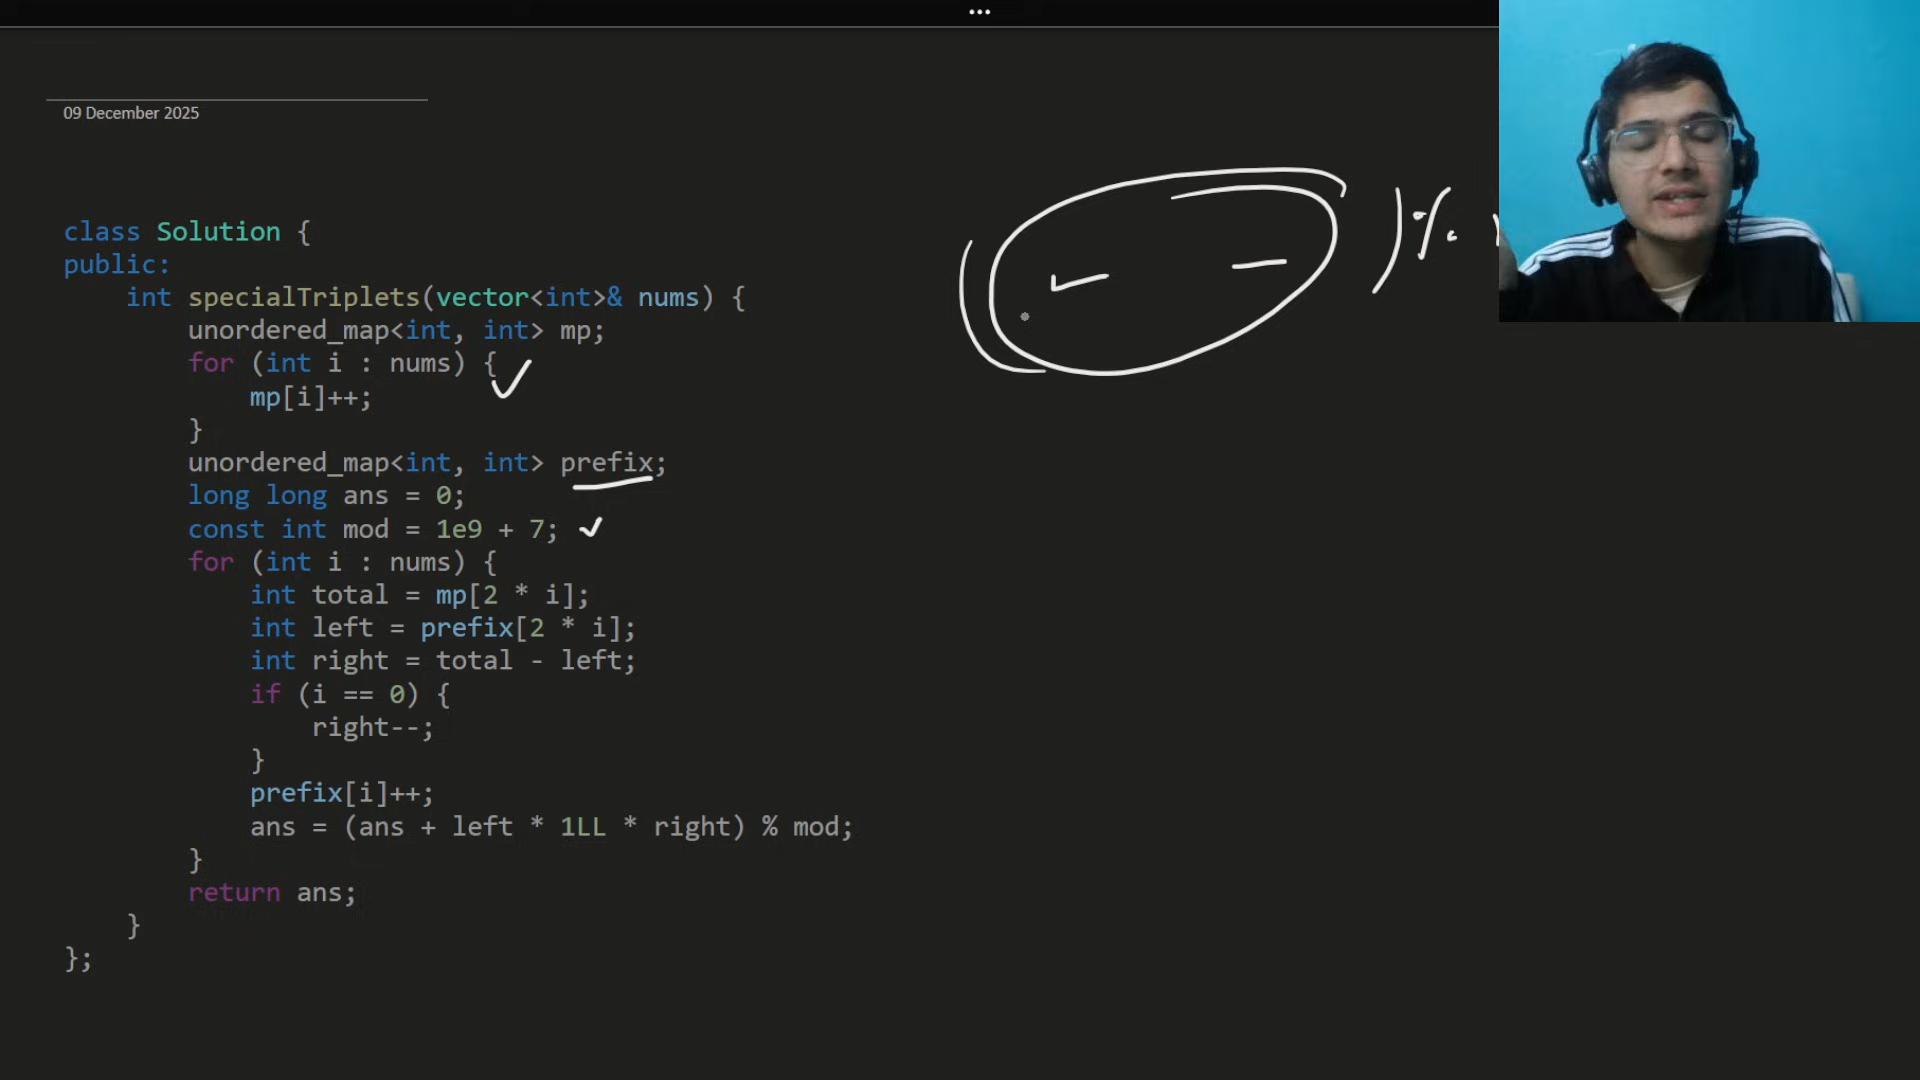 ...
09 December 2025
class Solution {
public:
int specialTriplets(vector<int>& nums) {
unordered_map<int, int> mp;
for (int i : nums) {
mp[i]++;
}
unordered_map<int, int> prefix;
long long ans = 0;
const int mod = 1e9 + 7;
for (int i : nums) {
int total = mp[2 * i];
int left = prefix[2 * i];
int right = total - left;
if (i == 0) {
right--;
}
prefix[i]++;
ans = (ans + left * 1LL * right) % mod;
}
return ans;
}
};
)%